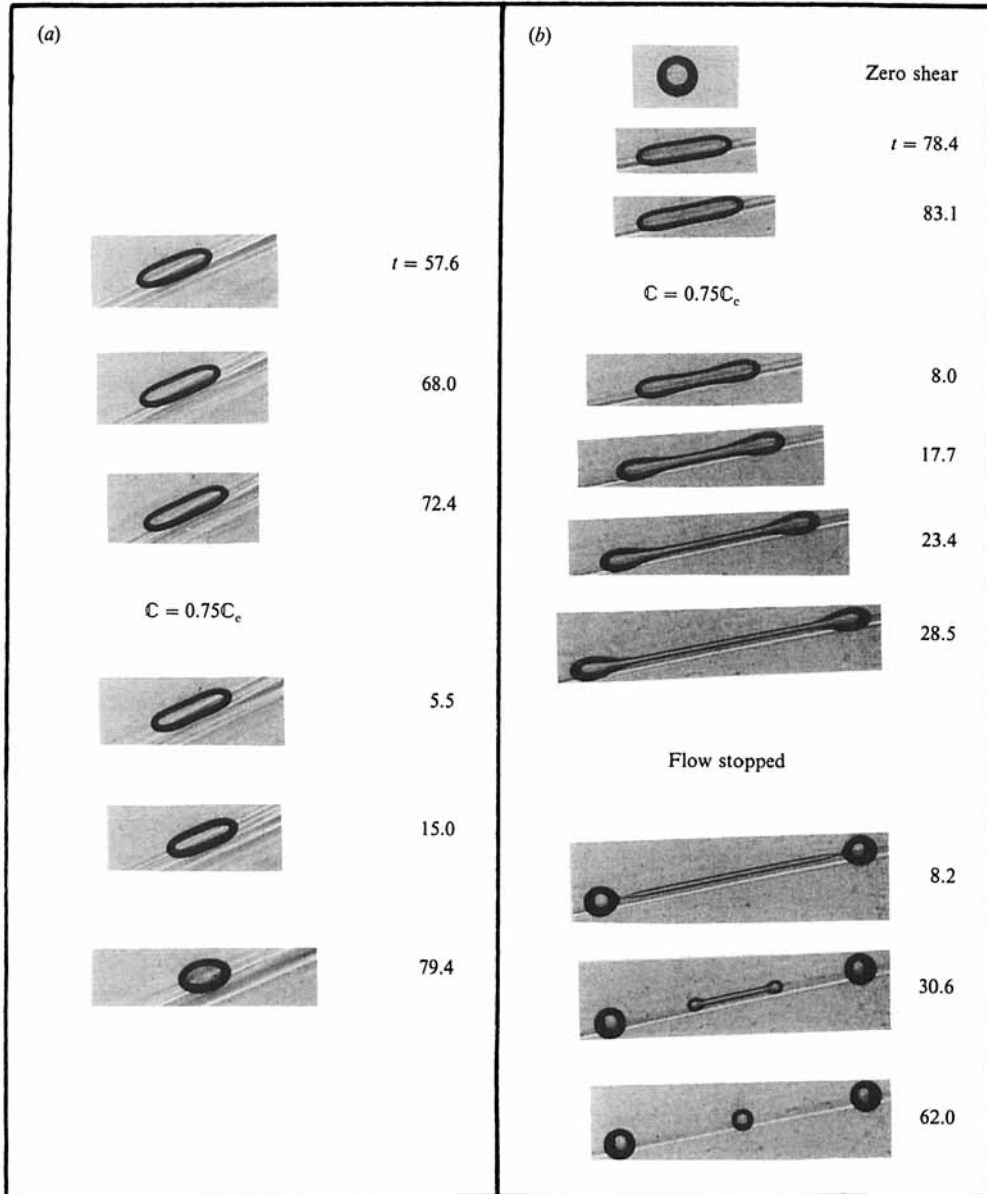 (a)
t = 57.6
68.0
72.4
ℂ = 0.75ℂc
5.5
15.0
79.4
(b)
Zero shear
t = 78.4
83.1
ℂ = 0.75ℂc
8.0
17.7
23.4
28.5
Flow stopped
8.2
30.6
62.0